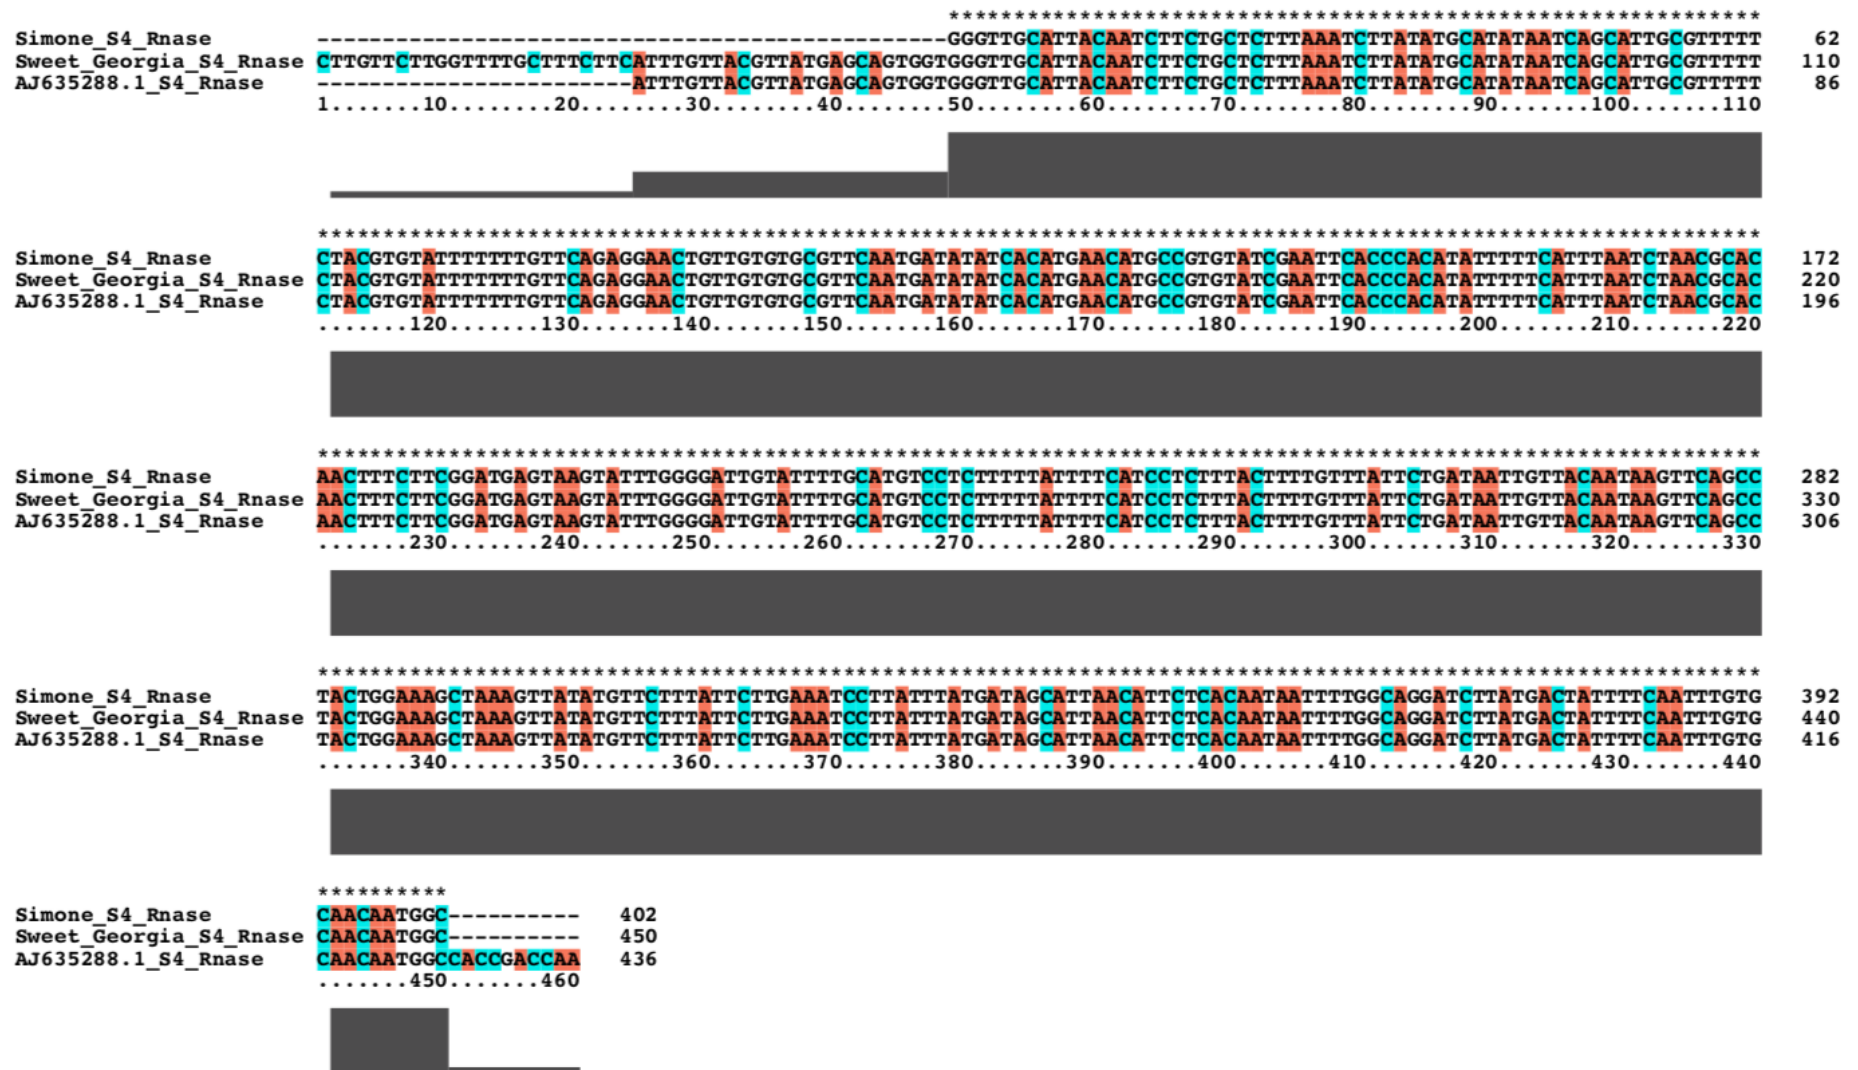 **************************************************************
Simone_S4_Rnase ------------------------------------------------GGGTTGCATTACAATCTTCTGCTCTTTAAATCTTATATGCATATAATCAGCATTGCGTTTTT 62
Sweet_Georgia_S4_Rnase CTTGTTCTTGGTTTTGCTTTCTTCATTTGTTACGTTATGAGCAGTGGTGGGTTGCATTACAATCTTCTGCTCTTTAAATCTTATATGCATATAATCAGCATTGCGTTTTT 110
AJ635288.1_S4_Rnase ------------------------ATTTGTTACGTTATGAGCAGTGGTGGGTTGCATTACAATCTTCTGCTCTTTAAATCTTATATGCATATAATCAGCATTGCGTTTTT 86
1.......10........20........30........40........50........60........70........80........90.......100.......110
**************************************************************************************************************
Simone_S4_Rnase CTACGTGTATTTTTTTGTTCAGAGGAACTGTTGTGTGCGTTCAATGATATATCACATGAACATGCCGTGTATCGAATTCACCCACATATTTTTCATTTAATCTAACGCAC 172
Sweet_Georgia_S4_Rnase CTACGTGTATTTTTTTGTTCAGAGGAACTGTTGTGTGCGTTCAATGATATATCACATGAACATGCCGTGTATCGAATTCACCCACATATTTTTCATTTAATCTAACGCAC 220
AJ635288.1_S4_Rnase CTACGTGTATTTTTTTGTTCAGAGGAACTGTTGTGTGCGTTCAATGATATATCACATGAACATGCCGTGTATCGAATTCACCCACATATTTTTCATTTAATCTAACGCAC 196
.......120.......130.......140.......150.......160.......170.......180.......190.......200.......210.......220
**************************************************************************************************************
Simone_S4_Rnase AACTTTCTTCGGATGAGTAAGTATTTGGGGATTGTATTTTGCATGTCCTCTTTTTATTTTCATCCTCTTTACTTTTGTTTATTCTGATAATTGTTACAATAAGTTCAGCC 282
Sweet_Georgia_S4_Rnase AACTTTCTTCGGATGAGTAAGTATTTGGGGATTGTATTTTGCATGTCCTCTTTTTATTTTCATCCTCTTTACTTTTGTTTATTCTGATAATTGTTACAATAAGTTCAGCC 330
AJ635288.1_S4_Rnase AACTTTCTTCGGATGAGTAAGTATTTGGGGATTGTATTTTGCATGTCCTCTTTTTATTTTCATCCTCTTTACTTTTGTTTATTCTGATAATTGTTACAATAAGTTCAGCC 306
.......230.......240.......250.......260.......270.......280.......290.......300.......310.......320.......330
**************************************************************************************************************
Simone_S4_Rnase TACTGGAAAGCTAAAGTTATATGTTCTTTATTCTTGAAATCCTTATTTATGATAGCATTAACATTCTCACAATAATTTTGGCAGGATCTTATGACTATTTTCAATTTGTG 392
Sweet_Georgia_S4_Rnase TACTGGAAAGCTAAAGTTATATGTTCTTTATTCTTGAAATCCTTATTTATGATAGCATTAACATTCTCACAATAATTTTGGCAGGATCTTATGACTATTTTCAATTTGTG 440
AJ635288.1_S4_Rnase TACTGGAAAGCTAAAGTTATATGTTCTTTATTCTTGAAATCCTTATTTATGATAGCATTAACATTCTCACAATAATTTTGGCAGGATCTTATGACTATTTTCAATTTGTG 416
.......340.......350.......360.......370.......380.......390.......400.......410.......420.......430.......440
**********
Simone_S4_Rnase CAACAATGGC---------- 402
Sweet_Georgia_S4_Rnase CAACAATGGC---------- 450
AJ635288.1_S4_Rnase CAACAATGGCCACCGACCAA 436
.......450.......460